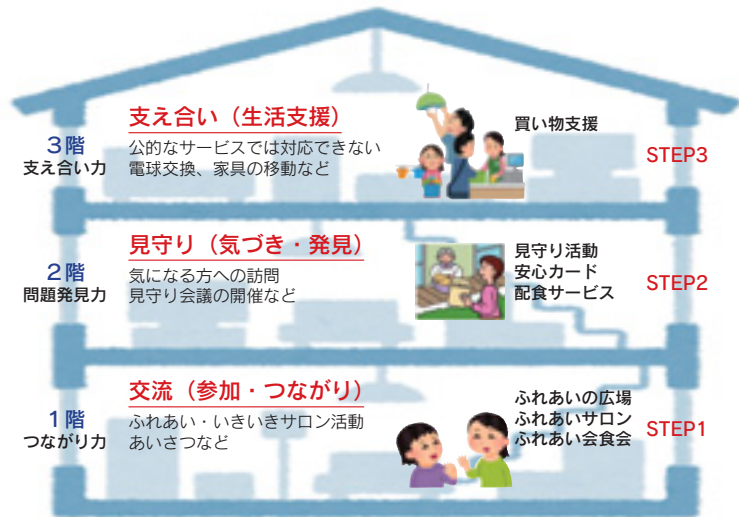 支え合い（生活支援）
3階
支え合い力
公的なサービスでは対応できない
電球交換、家具の移動など
買い物支援
STEP3
見守り（気づき・発見）
2階
問題発見力
気になる方への訪問
見守り会議の開催など
見守り活動
安心カード
配食サービス
STEP2
交流（参加・つながり）
1階
つながり力
ふれあい・いきいきサロン活動
あいさつなど
ふれあいの広場
ふれあいサロン
ふれあい会食会
STEP1